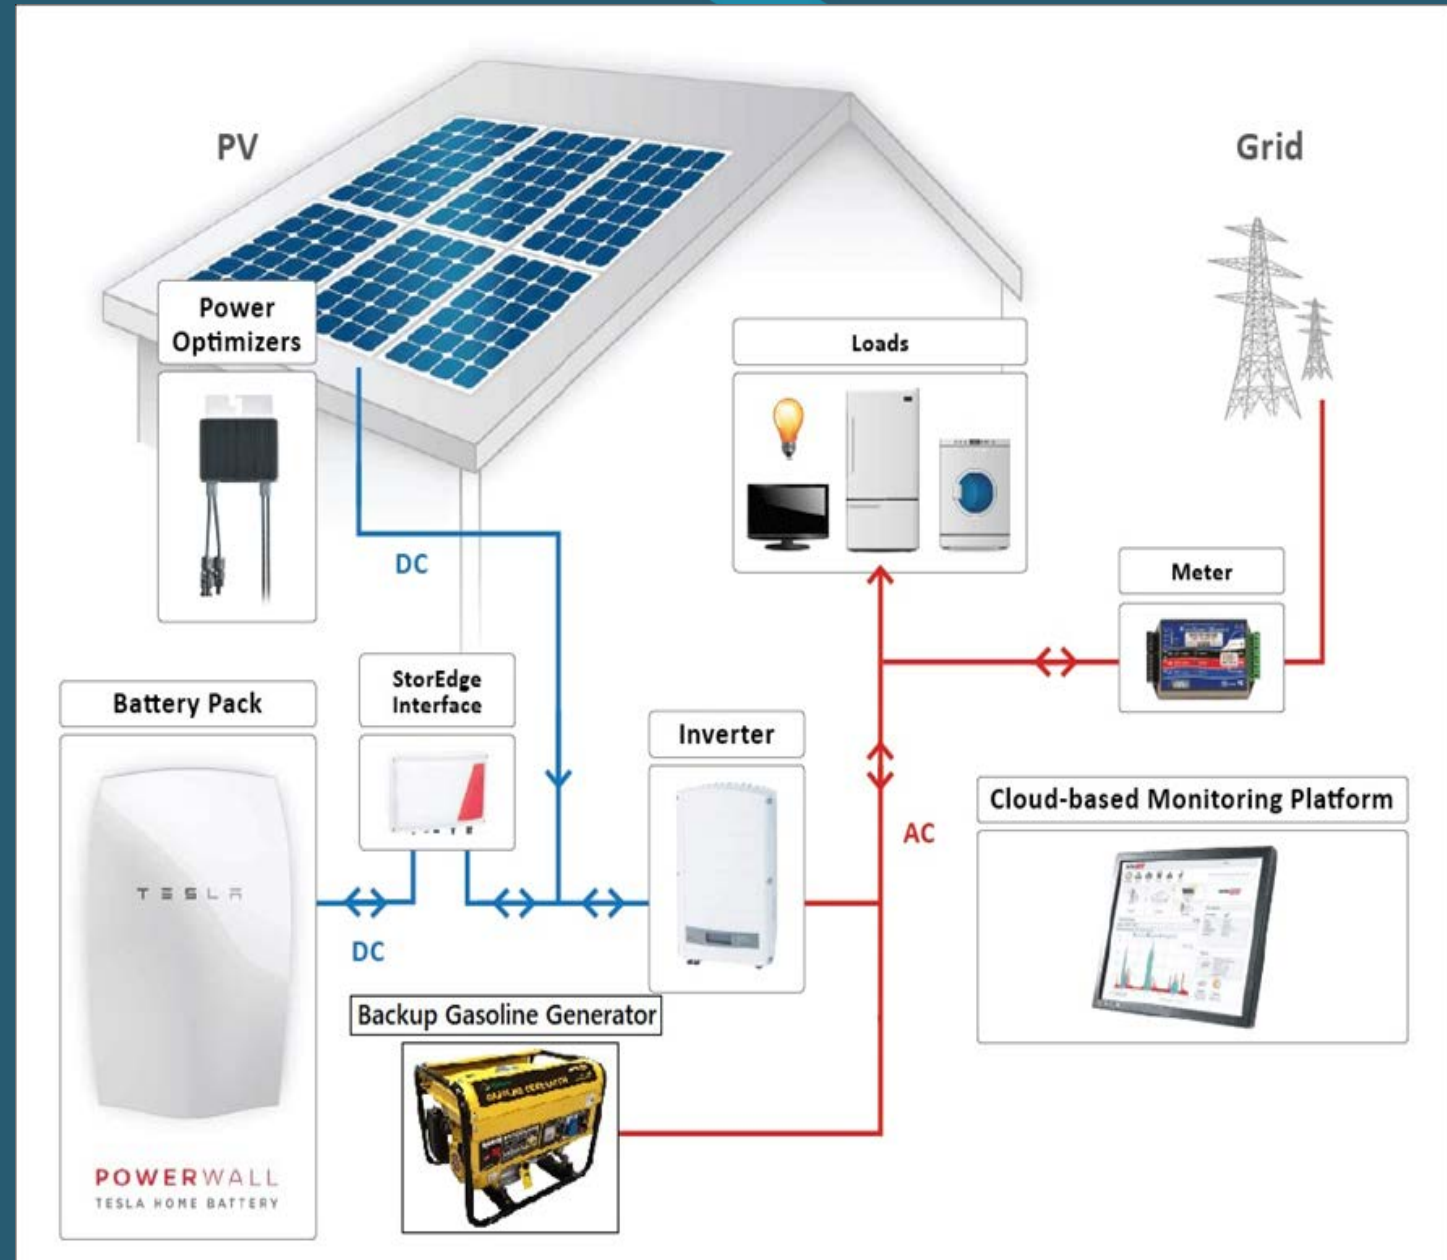 PV
Grid
Power
Optimizers
Loads
DC
Meter
StorEdge
Interface
Battery Pack
Inverter
Cloud-based Monitoring Platform
AC
TESLA
DC
Backup Gasoline Generator
POWERWALL
TESLA HOME BATTERY